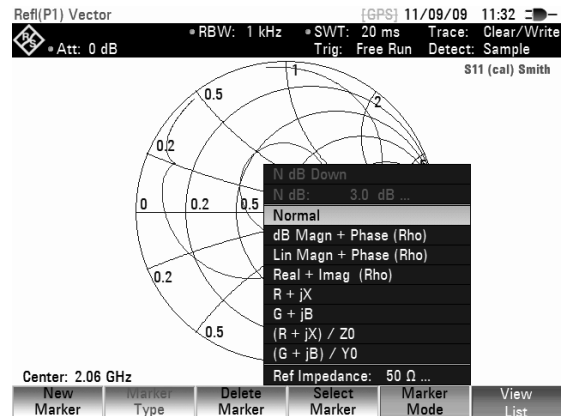 Refl(P1) Vector [GPS] 11/09/09 11:32
RBW: 1 kHz SWT: 20 ms Trace: Clear/Write
Att: 0 dB Trig: Free Run Detect: Sample
S11 (cal) Smith
1
0.5 2
0.2
0 0.2 0.5
0.2
0.5
N dB Down
N dB: 3.0 dB ...
Normal
dB Magn + Phase (Rho)
Lin Magn + Phase (Rho)
Real + Imag (Rho)
R + jX
G + jB
(R + jX) / Z0
(G + jB) / Y0
Ref Impedance: 50 Ω ...
Center: 2.06 GHz
New Marker
Marker Type
Delete Marker
Select Marker
Marker Mode
View List